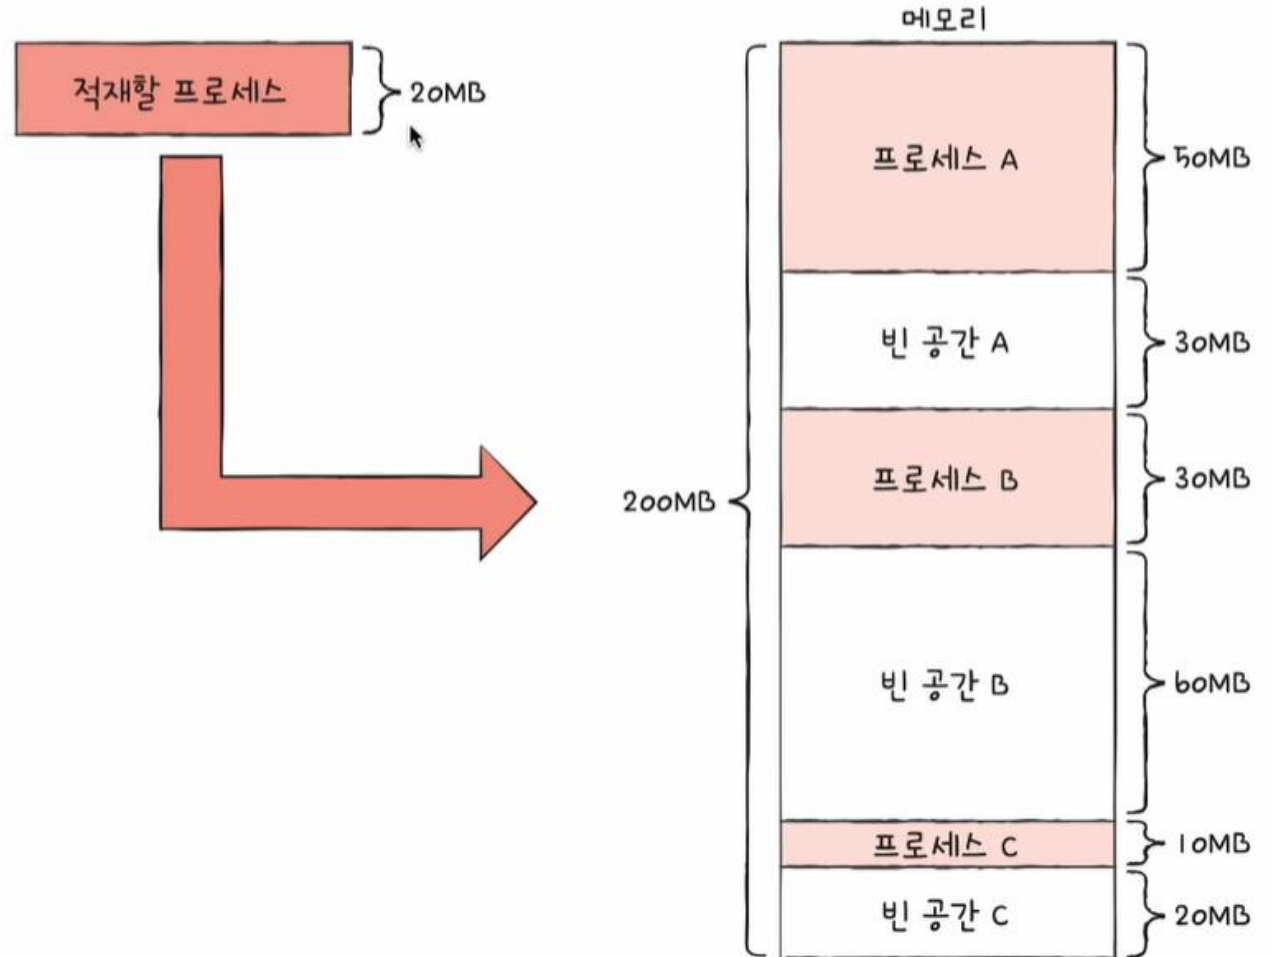 적재할 프로세스
20MB
메모리
프로세스 A
50MB
빈 공간 A
30MB
프로세스 B
30MB
200MB
빈 공간 B
60MB
프로세스 C
10MB
빈 공간 C
20MB